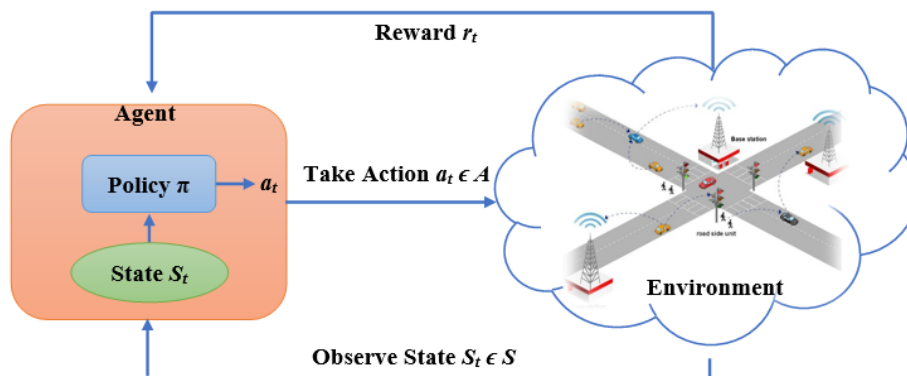 Reward rₜ
Agent
Policy π
aₜ
Take Action aₜ ϵ A
State Sₜ
Base station
road side unit
Environment
Observe State Sₜ ϵ S